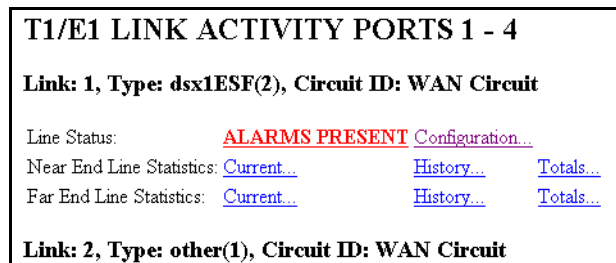 T1/E1 LINK ACTIVITY PORTS 1 - 4
Link: 1, Type: dsx1ESF(2), Circuit ID: WAN Circuit
Line Status: ALARMS PRESENT Configuration...
Near End Line Statistics: Current... History... Totals...
Far End Line Statistics: Current... History... Totals...
Link: 2, Type: other(1), Circuit ID: WAN Circuit